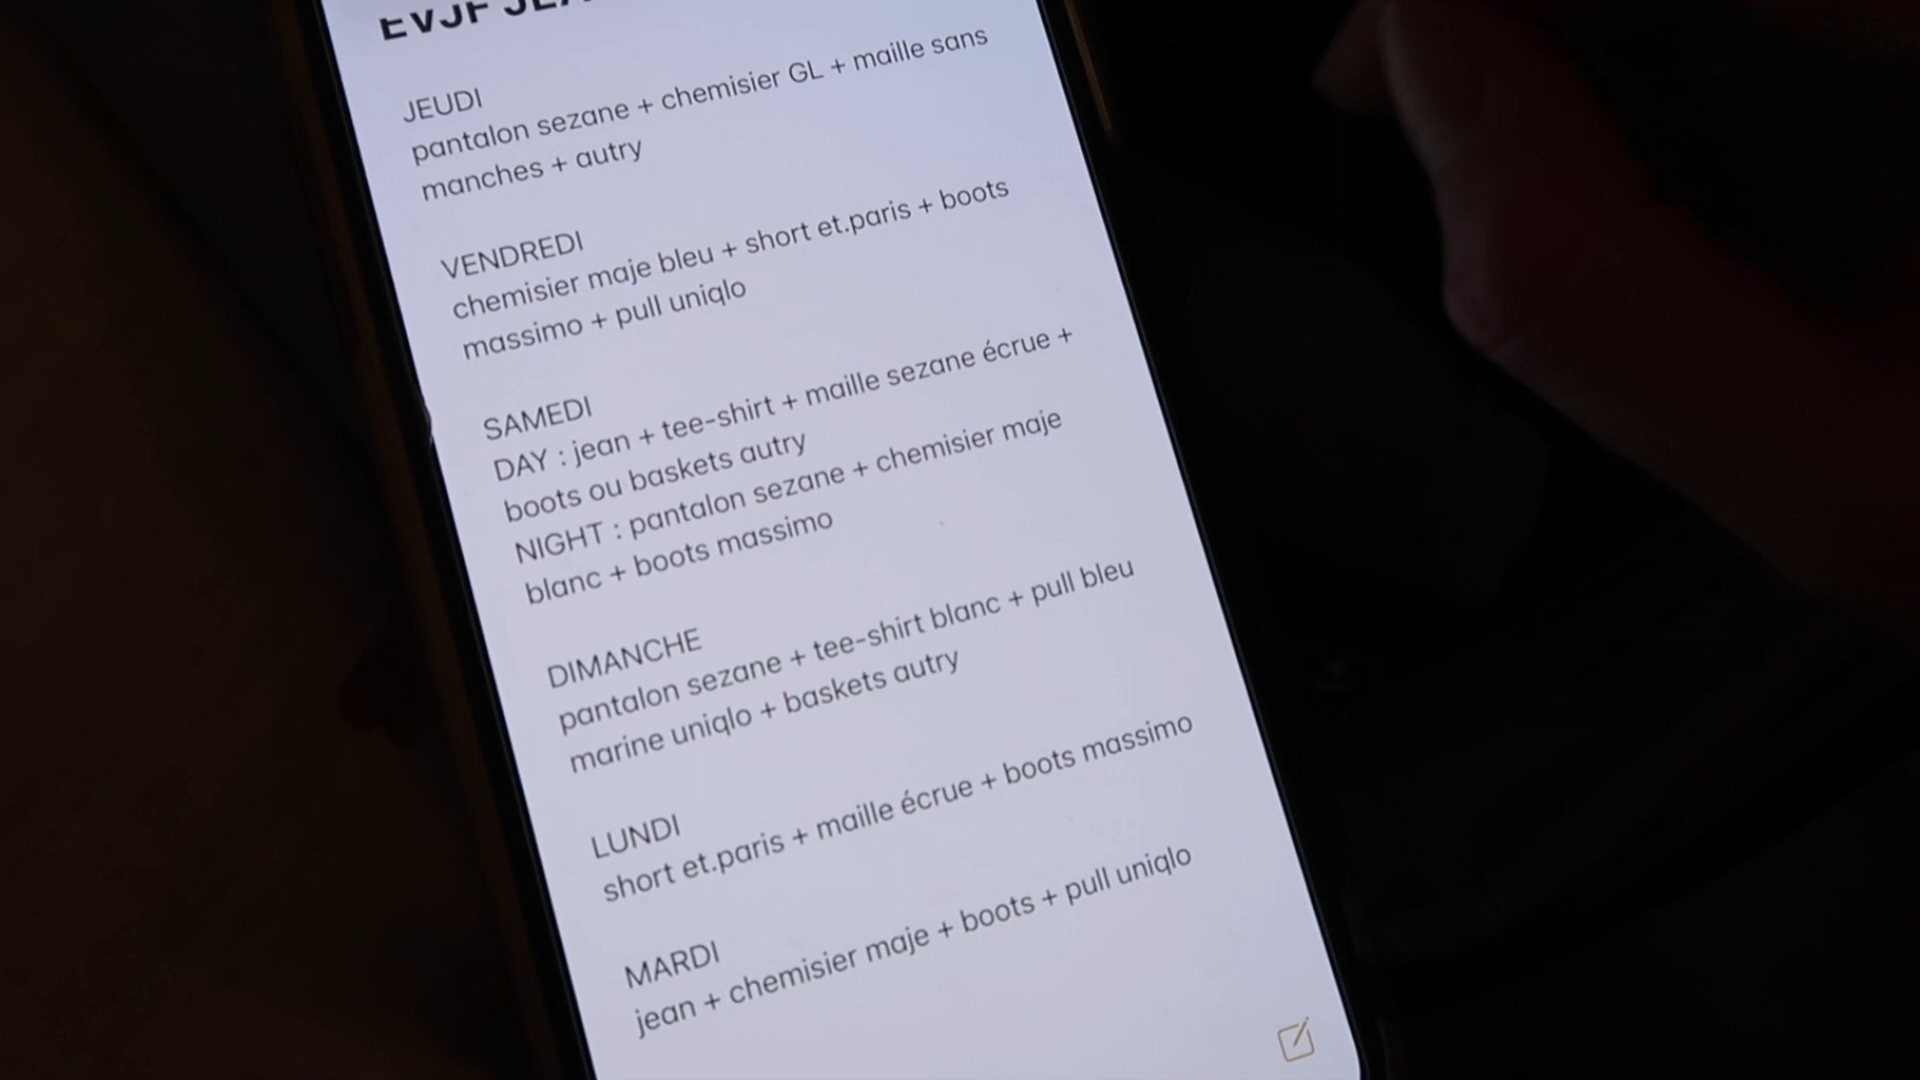 EVJF
JEUDI
pantalon sezane + chemisier GL + maille sans
manches + autry
VENDREDI
chemisier maje bleu + short et.paris + boots
massimo + pull uniqlo
SAMEDI
DAY : jean + tee-shirt + maille sezane écrue +
boots ou baskets autry
NIGHT : pantalon sezane + chemisier maje
blanc + boots massimo
DIMANCHE
pantalon sezane + tee-shirt blanc + pull bleu
marine uniqlo + baskets autry
LUNDI
short et.paris + maille écrue + boots massimo
MARDI
jean + chemisier maje + boots + pull uniqlo